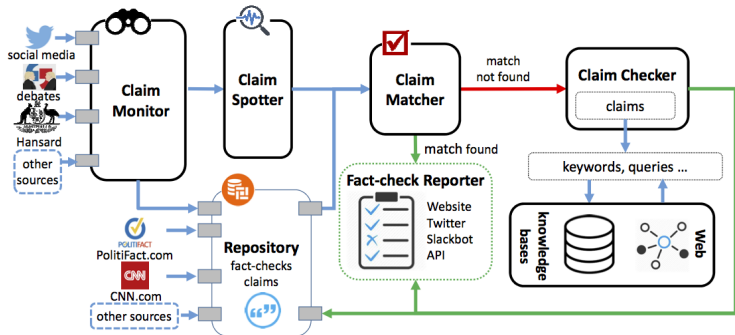 social media
debates
Hansard
other
sources
Claim
Monitor
Claim
Spotter
Claim
Matcher
match
not found
Claim Checker
claims
match found
keywords, queries ...
Fact-check Reporter
Website
Twitter
Slackbot
API
knowledge
bases
Web
POLITIFACT
PolitiFact.com
CNN
CNN.com
other sources
Repository
fact-checks
claims